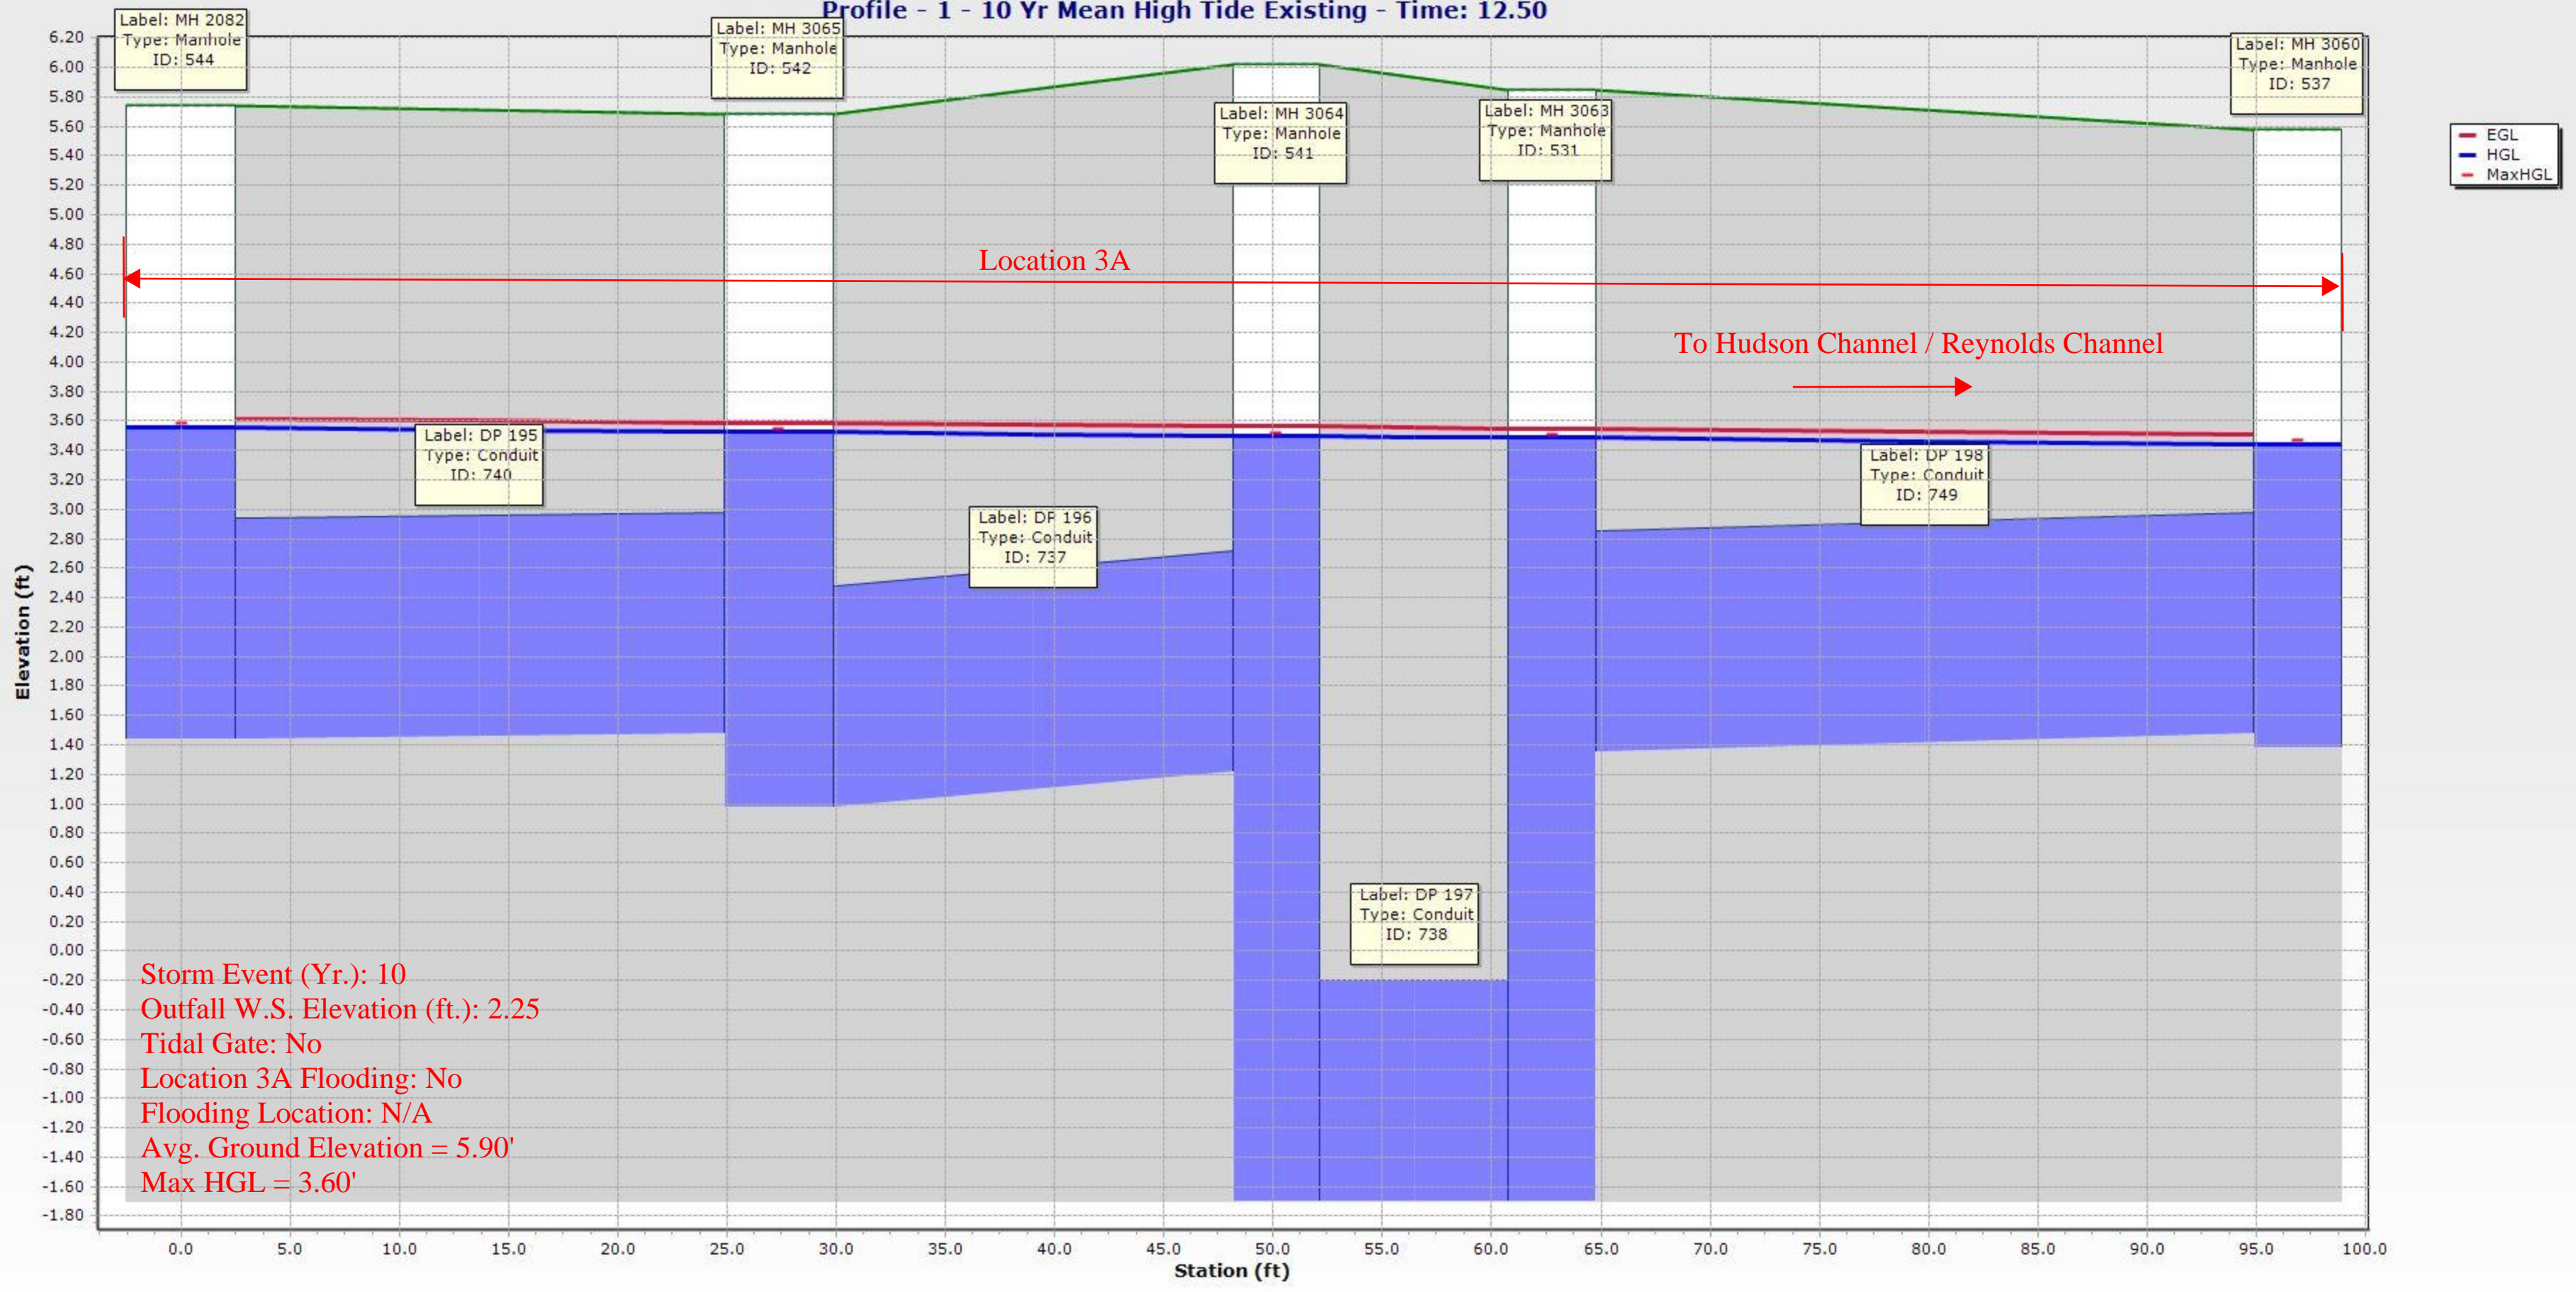 Profile - 1 - 10 Yr Mean High Tide Existing - Time: 12.50
Label: MH 2082
Type: Manhole
ID: 544
Label: MH 3065
Type: Manhole
ID: 542
Label: MH 3064
Type: Manhole
ID: 541
Label: MH 3063
Type: Manhole
ID: 531
Label: MH 3060
Type: Manhole
ID: 537
EGL
HGL
MaxHGL
Location 3A
To Hudson Channel / Reynolds Channel
Label: DP 195
Type: Conduit
ID: 740
Label: DP 196
Type: Conduit
ID: 737
Label: DP 198
Type: Conduit
ID: 749
Label: DP 197
Type: Conduit
ID: 738
Storm Event (Yr.): 10
Outfall W.S. Elevation (ft.): 2.25
Tidal Gate: No
Location 3A Flooding: No
Flooding Location: N/A
Avg. Ground Elevation = 5.90'
Max HGL = 3.60'
Elevation (ft)
6.20
6.00
5.80
5.60
5.40
5.20
5.00
4.80
4.60
4.40
4.20
4.00
3.80
3.60
3.40
3.20
3.00
2.80
2.60
2.40
2.20
2.00
1.80
1.60
1.40
1.20
1.00
0.80
0.60
0.40
0.20
0.00
-0.20
-0.40
-0.60
-0.80
-1.00
-1.20
-1.40
-1.60
-1.80
0.0 5.0 10.0 15.0 20.0 25.0 30.0 35.0 40.0 45.0 50.0 55.0 60.0 65.0 70.0 75.0 80.0 85.0 90.0 95.0 100.0
Station (ft)